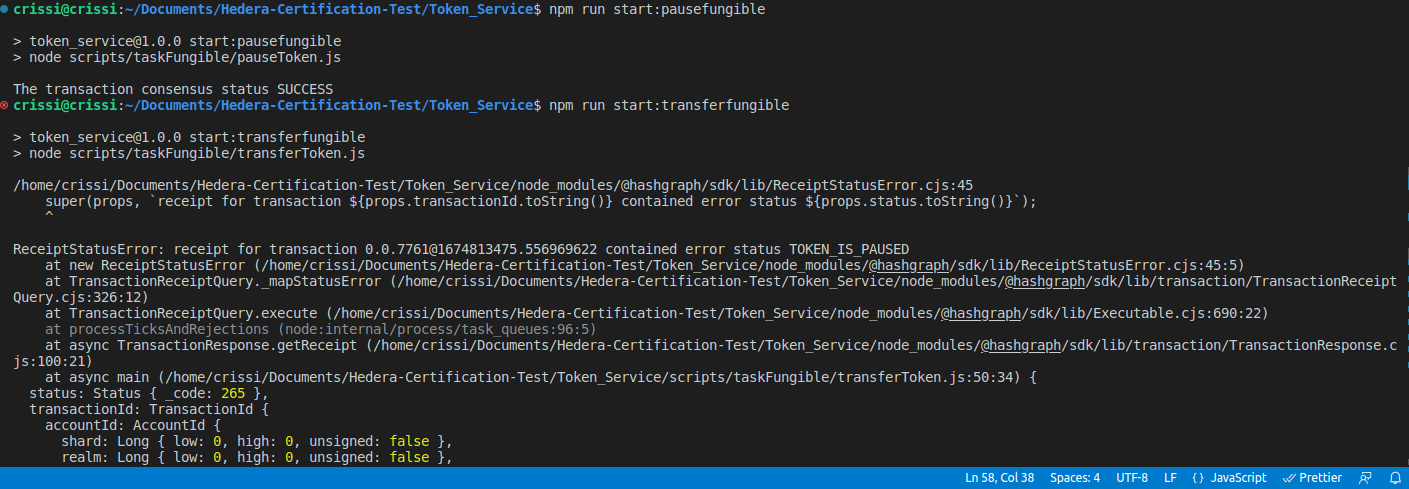 crissi@crissi:~/Documents/Hedera-Certification-Test/Token_Service$ npm run start:pausefungible
> token_service@1.0.0 start:pausefungible
> node scripts/taskFungible/pauseToken.js
The transaction consensus status SUCCESS
crissi@crissi:~/Documents/Hedera-Certification-Test/Token_Service$ npm run start:transferfungible
> token_service@1.0.0 start:transferfungible
> node scripts/taskFungible/transferToken.js
/home/crissi/Documents/Hedera-Certification-Test/Token_Service/node_modules/@hashgraph/sdk/lib/ReceiptStatusError.cjs:45
    super(props, `receipt for transaction ${props.transactionId.toString()} contained error status ${props.status.toString()}`);
    ^
ReceiptStatusError: receipt for transaction 0.0.7761@1674813475.556969622 contained error status TOKEN_IS_PAUSED
    at new ReceiptStatusError (/home/crissi/Documents/Hedera-Certification-Test/Token_Service/node_modules/@hashgraph/sdk/lib/ReceiptStatusError.cjs:45:5)
    at TransactionReceiptQuery._mapStatusError (/home/crissi/Documents/Hedera-Certification-Test/Token_Service/node_modules/@hashgraph/sdk/lib/transaction/TransactionReceipt
Query.cjs:326:12)
    at TransactionReceiptQuery.execute (/home/crissi/Documents/Hedera-Certification-Test/Token_Service/node_modules/@hashgraph/sdk/lib/Executable.cjs:690:22)
    at processTicksAndRejections (node:internal/process/task_queues:96:5)
    at async TransactionResponse.getReceipt (/home/crissi/Documents/Hedera-Certification-Test/Token_Service/node_modules/@hashgraph/sdk/lib/transaction/TransactionResponse.c
js:100:21)
    at async main (/home/crissi/Documents/Hedera-Certification-Test/Token_Service/scripts/taskFungible/transferToken.js:50:34) {
  status: Status { _code: 265 },
  transactionId: TransactionId {
    accountId: AccountId {
      shard: Long { low: 0, high: 0, unsigned: false },
      realm: Long { low: 0, high: 0, unsigned: false },
Ln 58, Col 38 Spaces: 4 UTF-8 LF {} JavaScript Prettier